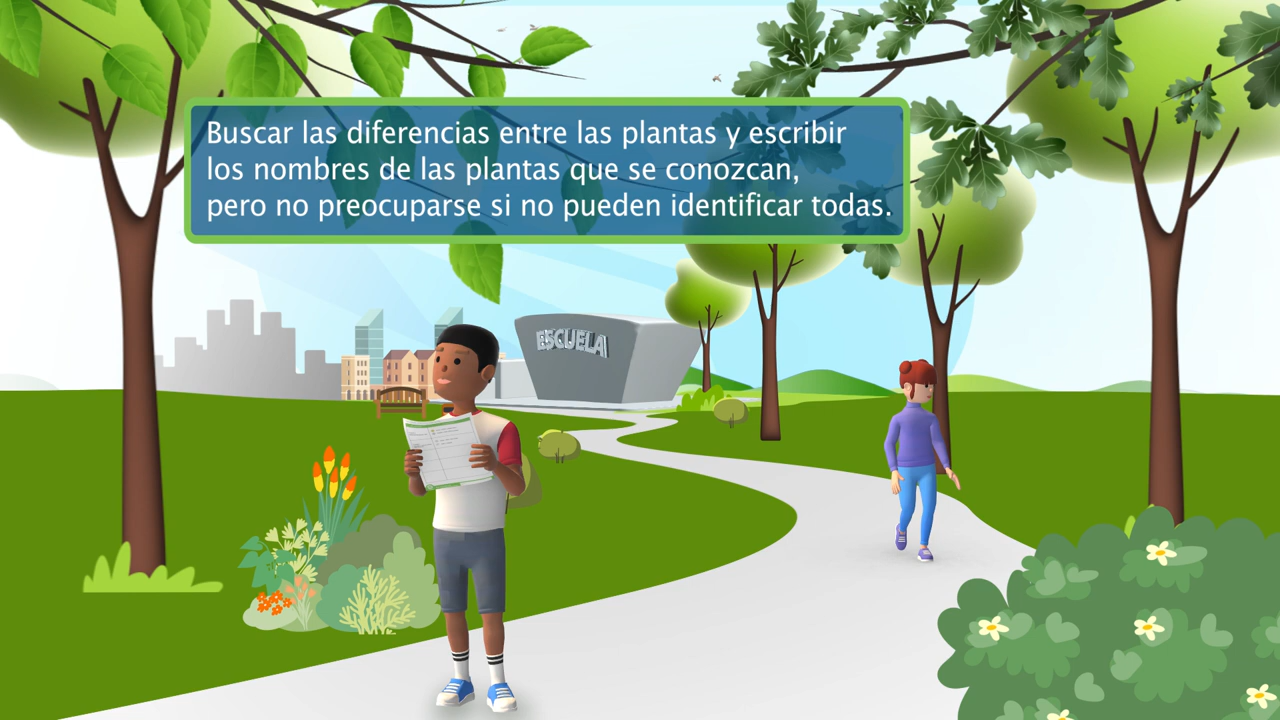 Buscar las diferencias entre las plantas y escribir
los nombres de las plantas que se conozcan,
pero no preocuparse si no pueden identificar todas.
ESCUELA